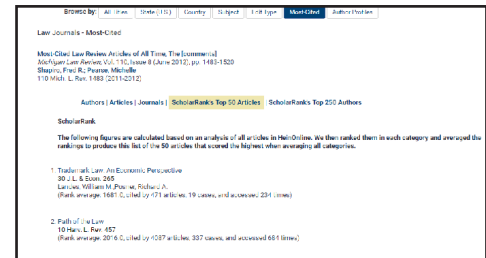 Browse by: All Titles State (U.S.) Country Subject Edit Type Most-Cited Author Profiles
Law Journals - Most-Cited
Most-Cited Law Review Articles of All Time, The [comments]
Michigan Law Review, Vol. 110, Issue 8 (June 2012), pp. 1483-1520
Shapiro, Fred R.; Pearse, Michelle
110 Mich. L. Rev. 1483 (2011-2012)
Authors | Articles | Journals | ScholarRank's Top 50 Articles | ScholarRank's Top 250 Authors
ScholarRank
The following figures are calculated based on an analysis of all articles in HeinOnline. We then ranked them in each category and averaged the
rankings to produce this list of the 50 articles that scored the highest when averaging all categories.
1. Trademark Law: An Economic Perspective
30 J.L. & Econ. 265
Landes, William M.;Posner, Richard A.
(Rank average: 1681.0, cited by 471 articles, 19 cases, and accessed 234 times)
2. Path of the Law
10 Harv. L. Rev. 457
(Rank average: 2016.0, cited by 4087 articles, 337 cases, and accessed 684 times)